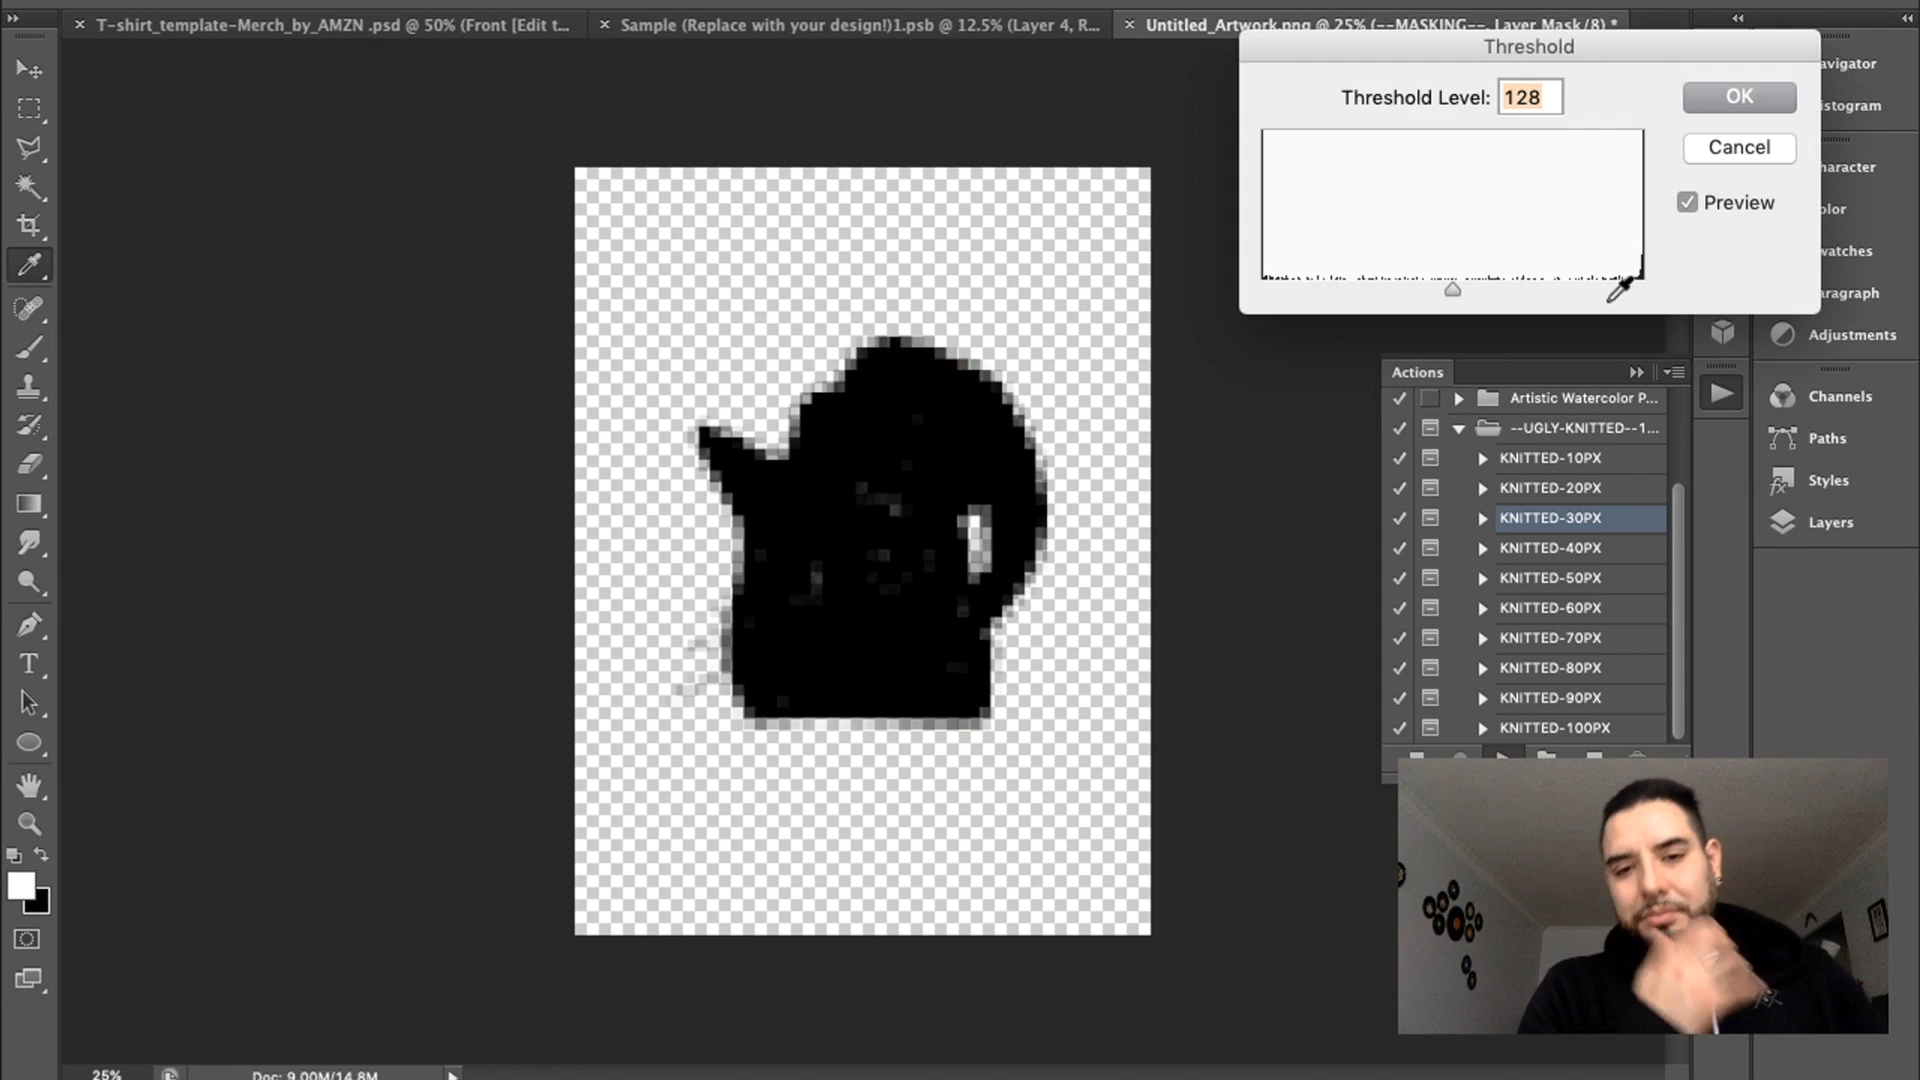 T-shirt_template-Merch_by_AMZN .psd @ 50% (Front [Edit t...
Sample (Replace with your design!)1.psb @ 12.5% (Layer 4, R...
Untitled_Artwork.png @ 25% (--MASKING--, Layer Mask/8) *
Threshold
Threshold Level: 128
OK
Cancel
Preview
avigator
istogram
haracter
olor
watches
aragraph
Adjustments
Channels
Paths
Styles
Layers
Actions
Artistic Watercolor P...
--UGLY-KNITTED--1...
KNITTED-10PX
KNITTED-20PX
KNITTED-30PX
KNITTED-40PX
KNITTED-50PX
KNITTED-60PX
KNITTED-70PX
KNITTED-80PX
KNITTED-90PX
KNITTED-100PX
T
25%
Doc: 9.00M/14.8M